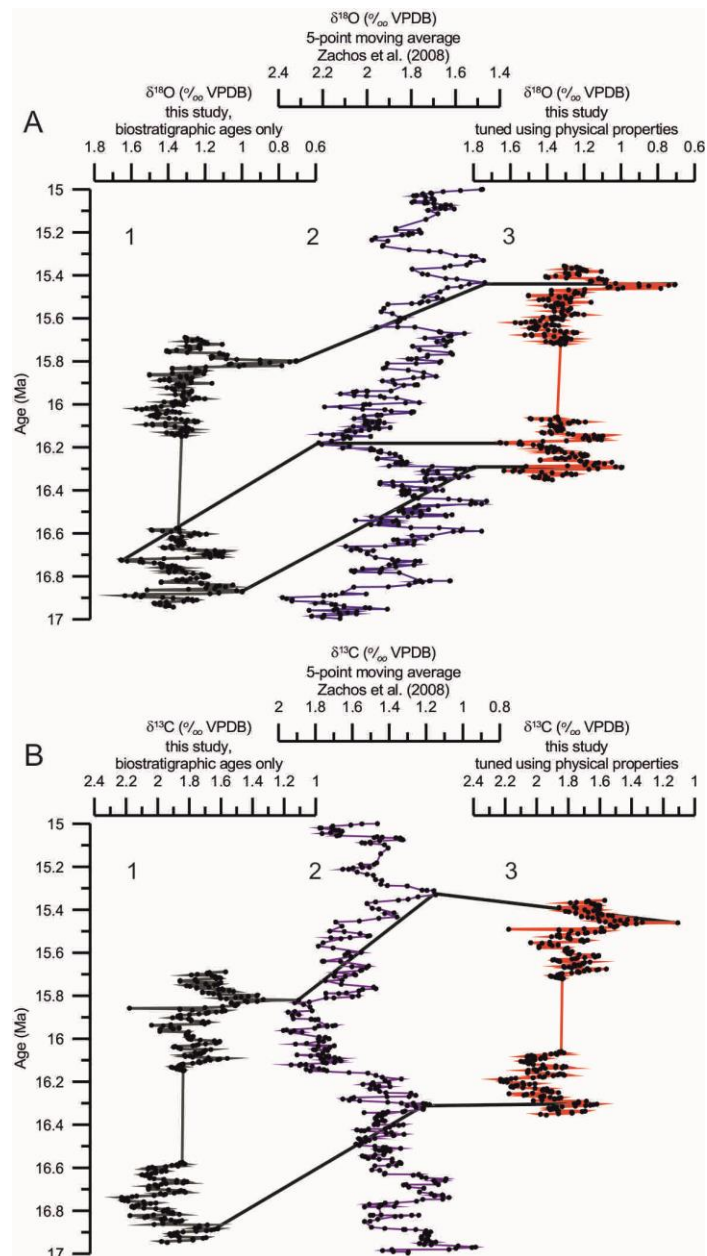 δ18O (o/oo VPDB)
5-point moving average
Zachos et al. (2008)
2.4 2.2 2 1.8 1.6 1.4
A
δ18O (o/oo VPDB)
this study,
biostratigraphic ages only
1.8 1.4 1 0.6
δ18O (o/oo VPDB)
this study
tuned using physical properties
1.8 1.4 1.2 1 0.8 0.6
1 2 3
Age (Ma)
15
15.2
15.4
15.6
15.8
16
16.2
16.4
16.6
16.8
17
δ13C (o/oo VPDB)
5-point moving average
Zachos et al. (2008)
2 1.8 1.6 1.4 1.2 1 0.8
B
δ13C (o/oo VPDB)
this study,
biostratigraphic ages only
2.4 2.2 2 1.8 1.6 1.4 1.2 1
δ13C (o/oo VPDB)
this study
tuned using physical properties
2.4 2.2 2 1.8 1.6 1.4 1.2 1.1
1 2 3
Age (Ma)
15
15.2
15.4
15.6
15.8
16
16.2
16.4
16.6
16.8
17